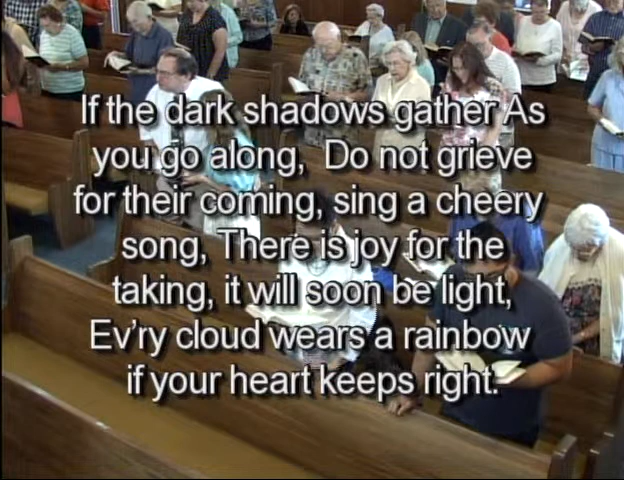 If the dark shadows gather As
you go along, Do not grieve
for their coming, sing a cheery
song, There is joy for the
taking, it will soon be light,
Ev'ry cloud wears a rainbow
if your heart keeps right.